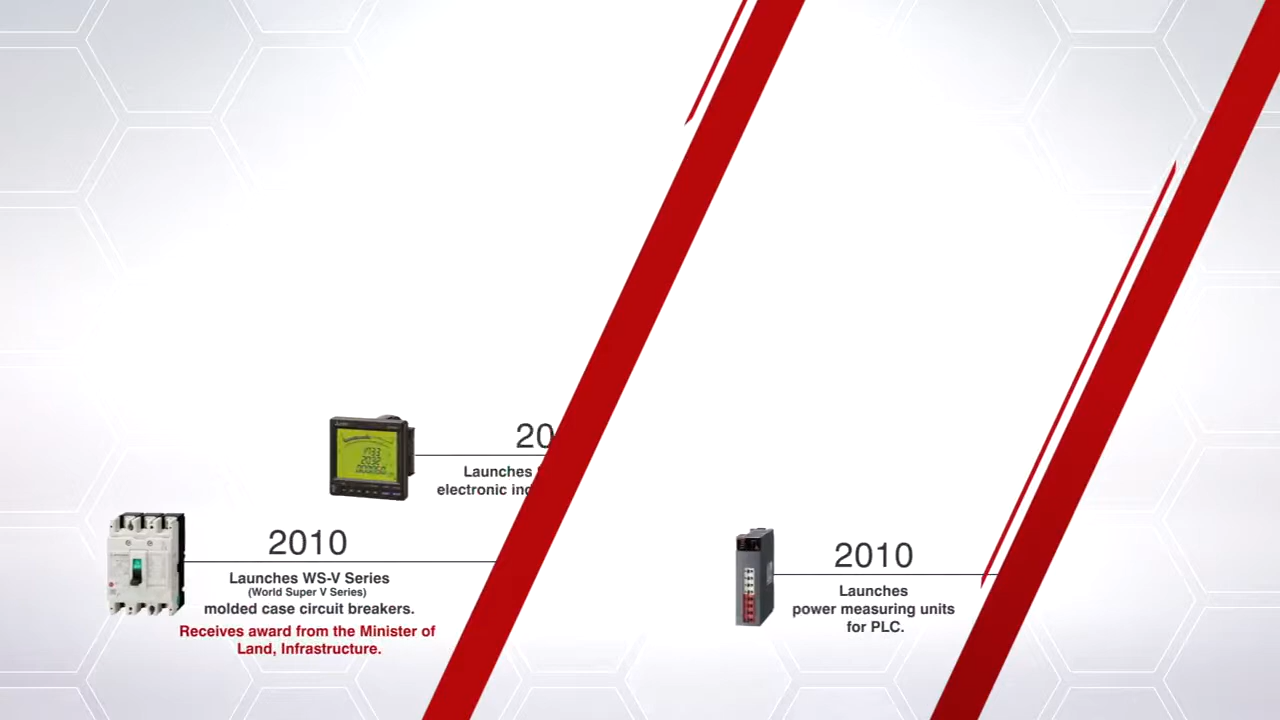 20
Launches
electronic
2010
Launches WS-V Series
(World Super V Series)
molded case circuit breakers.
Receives award from the Minister of
Land, Infrastructure.
2010
Launches
power measuring units
for PLC.